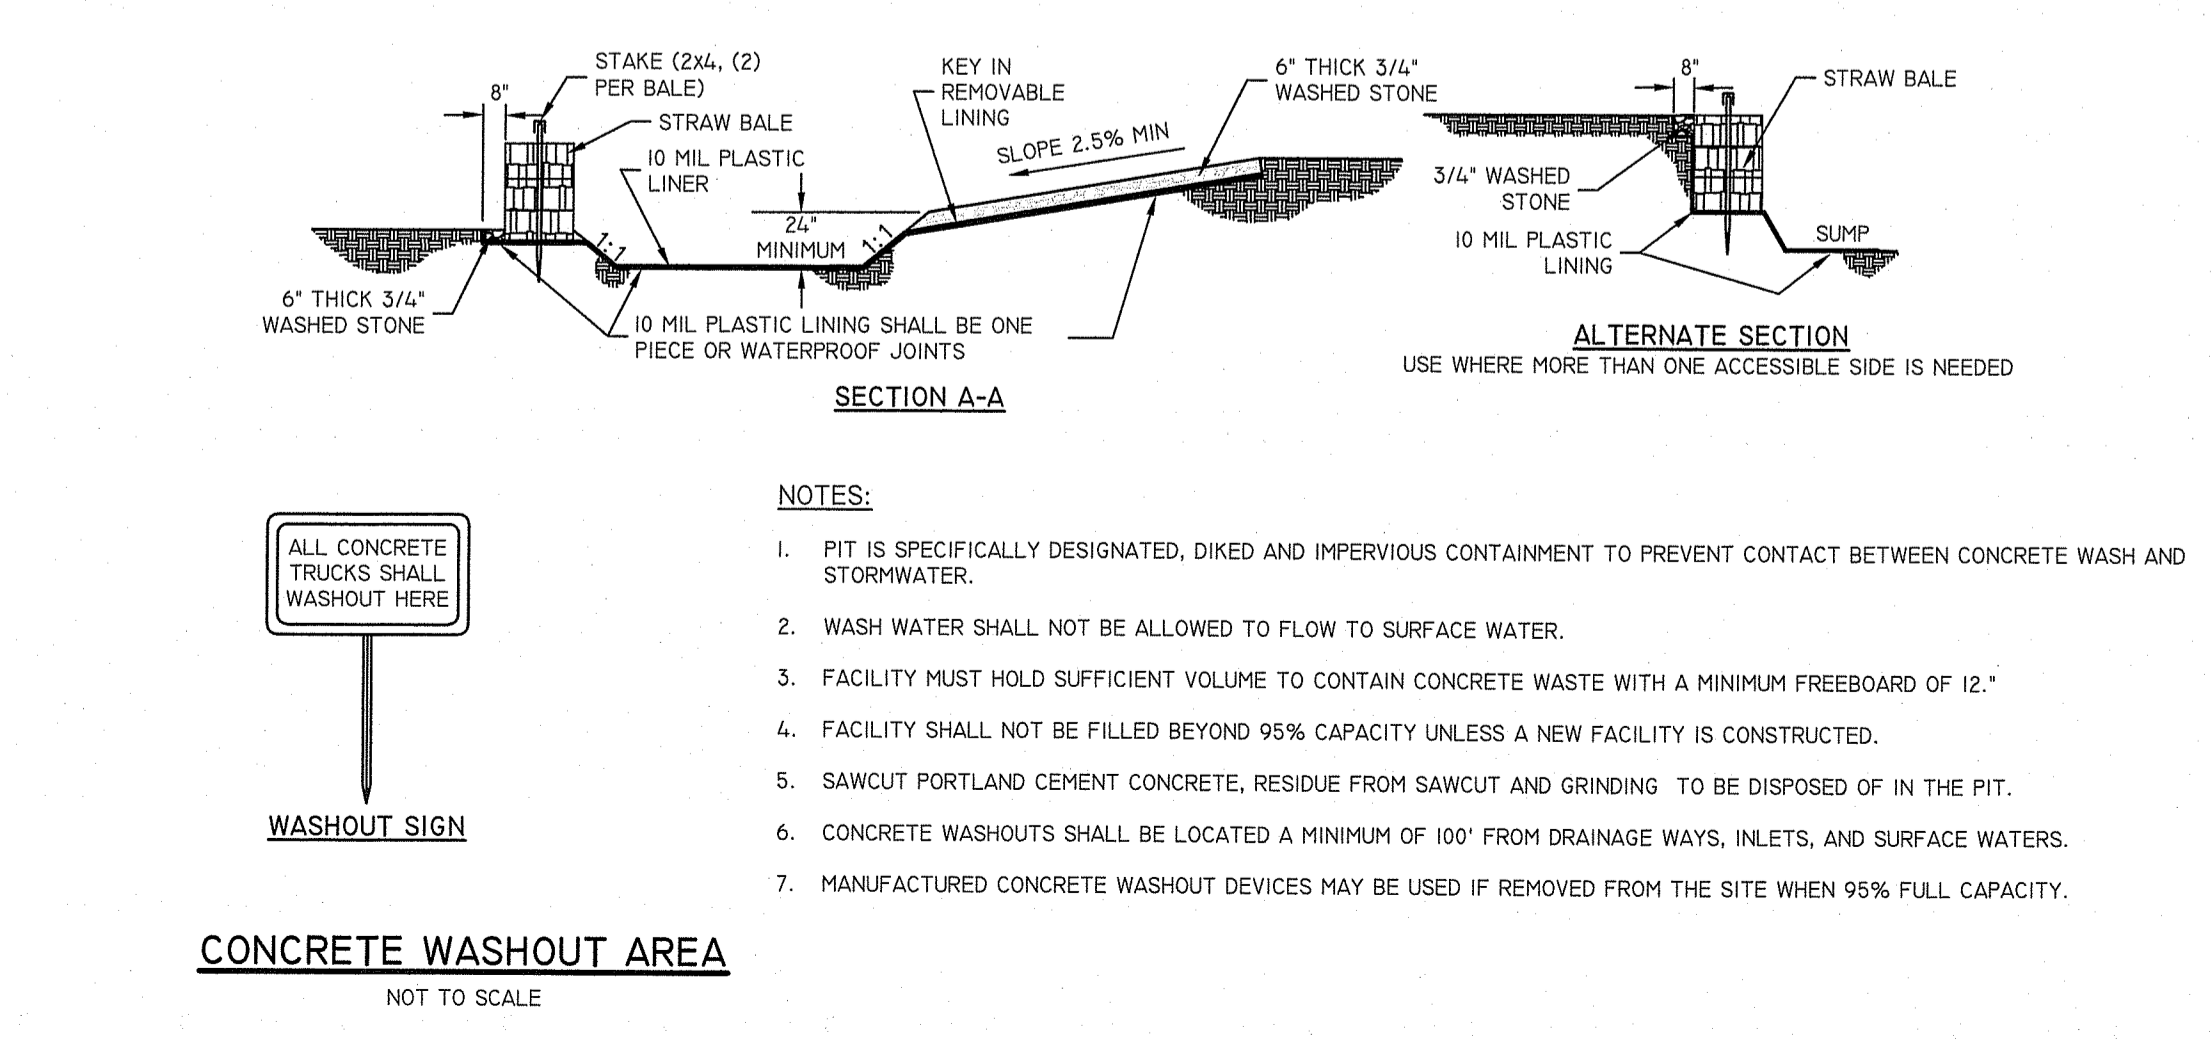 STAKE (2x4, (2)
PER BALE)
8"
STRAW BALE
10 MIL PLASTIC
LINER
KEY IN
REMOVABLE
LINING
6" THICK 3/4"
WASHED STONE
SLOPE 2.5% MIN
24"
MINIMUM
1:1
1:1
6" THICK 3/4"
WASHED STONE
10 MIL PLASTIC LINING SHALL BE ONE
PIECE OR WATERPROOF JOINTS
SECTION A-A
8"
STRAW BALE
3/4" WASHED
STONE
10 MIL PLASTIC
LINING
SUMP
ALTERNATE SECTION
USE WHERE MORE THAN ONE ACCESSIBLE SIDE IS NEEDED
ALL CONCRETE
TRUCKS SHALL
WASHOUT HERE
WASHOUT SIGN
NOTES:
1. PIT IS SPECIFICALLY DESIGNATED, DIKED AND IMPERVIOUS CONTAINMENT TO PREVENT CONTACT BETWEEN CONCRETE WASH AND
STORMWATER.
2. WASH WATER SHALL NOT BE ALLOWED TO FLOW TO SURFACE WATER.
3. FACILITY MUST HOLD SUFFICIENT VOLUME TO CONTAIN CONCRETE WASTE WITH A MINIMUM FREEBOARD OF 12."
4. FACILITY SHALL NOT BE FILLED BEYOND 95% CAPACITY UNLESS A NEW FACILITY IS CONSTRUCTED.
5. SAWCUT PORTLAND CEMENT CONCRETE, RESIDUE FROM SAWCUT AND GRINDING TO BE DISPOSED OF IN THE PIT.
6. CONCRETE WASHOUTS SHALL BE LOCATED A MINIMUM OF 100' FROM DRAINAGE WAYS, INLETS, AND SURFACE WATERS.
7. MANUFACTURED CONCRETE WASHOUT DEVICES MAY BE USED IF REMOVED FROM THE SITE WHEN 95% FULL CAPACITY.
CONCRETE WASHOUT AREA
NOT TO SCALE